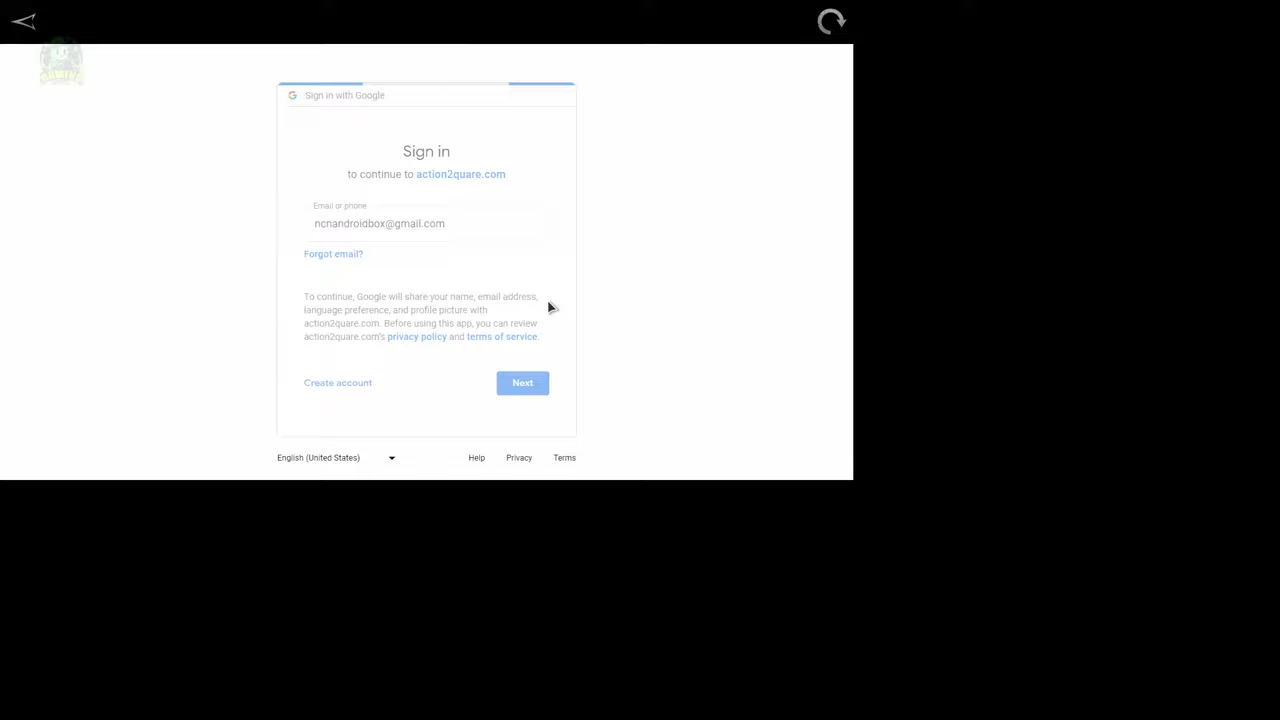 Sign in with Google
Sign in
to continue to action2quare.com
Email or phone
ncnandroidbox@gmail.com
Forgot email?
To continue, Google will share your name, email address,
language preference, and profile picture with
action2quare.com. Before using this app, you can review
action2quare.com's privacy policy and terms of service.
Create account
Next
English (United States)
Help
Privacy
Terms